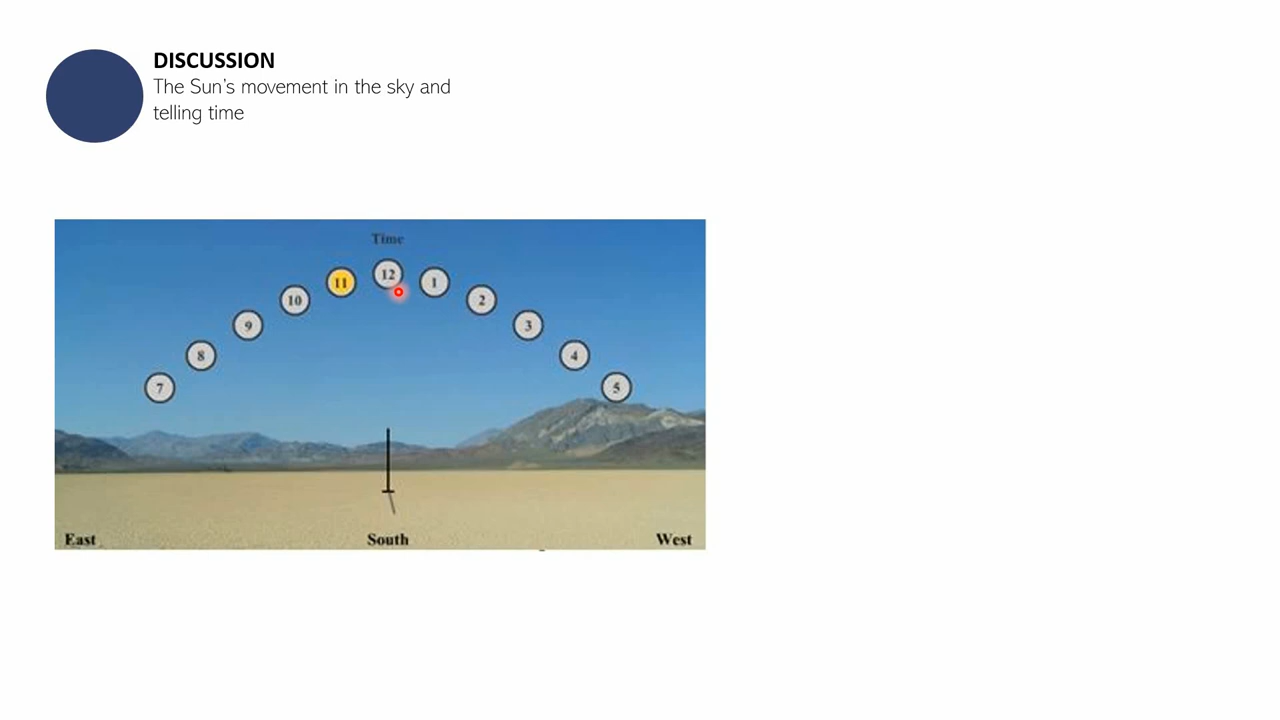 DISCUSSION
The Sun's movement in the sky and
telling time
Time
12
11
1
10
2
9
3
8
4
7
5
East
South
West